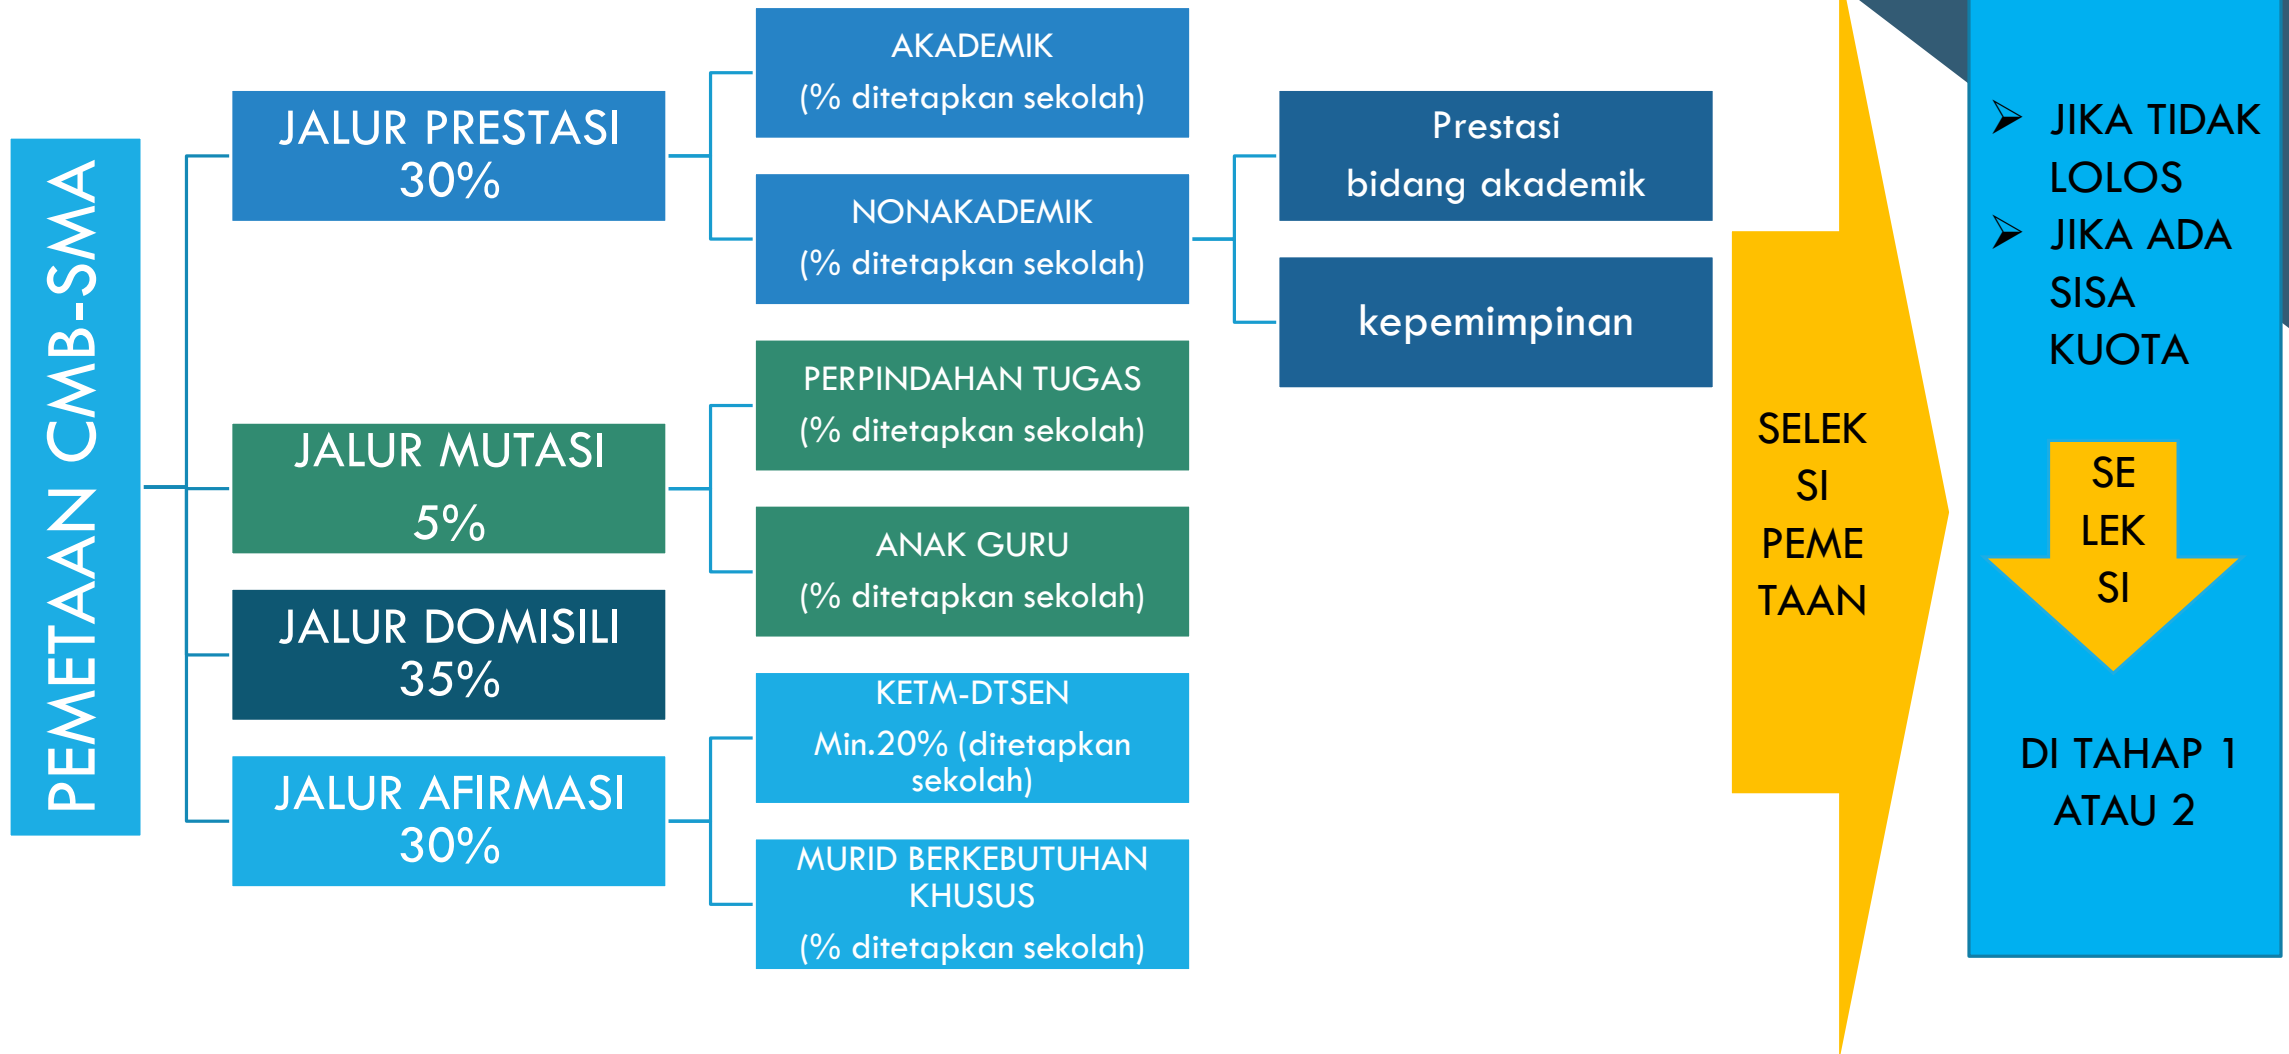 PEMETAAN CMB-SMA
JALUR PRESTASI
30%
AKADEMIK
(% ditetapkan sekolah)
NONAKADEMIK
(% ditetapkan sekolah)
Prestasi
bidang akademik
kepemimpinan
JALUR MUTASI
5%
PERPINDAHAN TUGAS
(% ditetapkan sekolah)
ANAK GURU
(% ditetapkan sekolah)
JALUR DOMISILI
35%
JALUR AFIRMASI
30%
KETM-DTSEN
Min.20% (ditetapkan
sekolah)
MURID BERKEBUTUHAN
KHUSUS
(% ditetapkan sekolah)
SELEK
SI
PEME
TAAN
➢ JIKA TIDAK
LOLOS
➢ JIKA ADA
SISA
KUOTA
SE
LEK
SI
DI TAHAP 1
ATAU 2